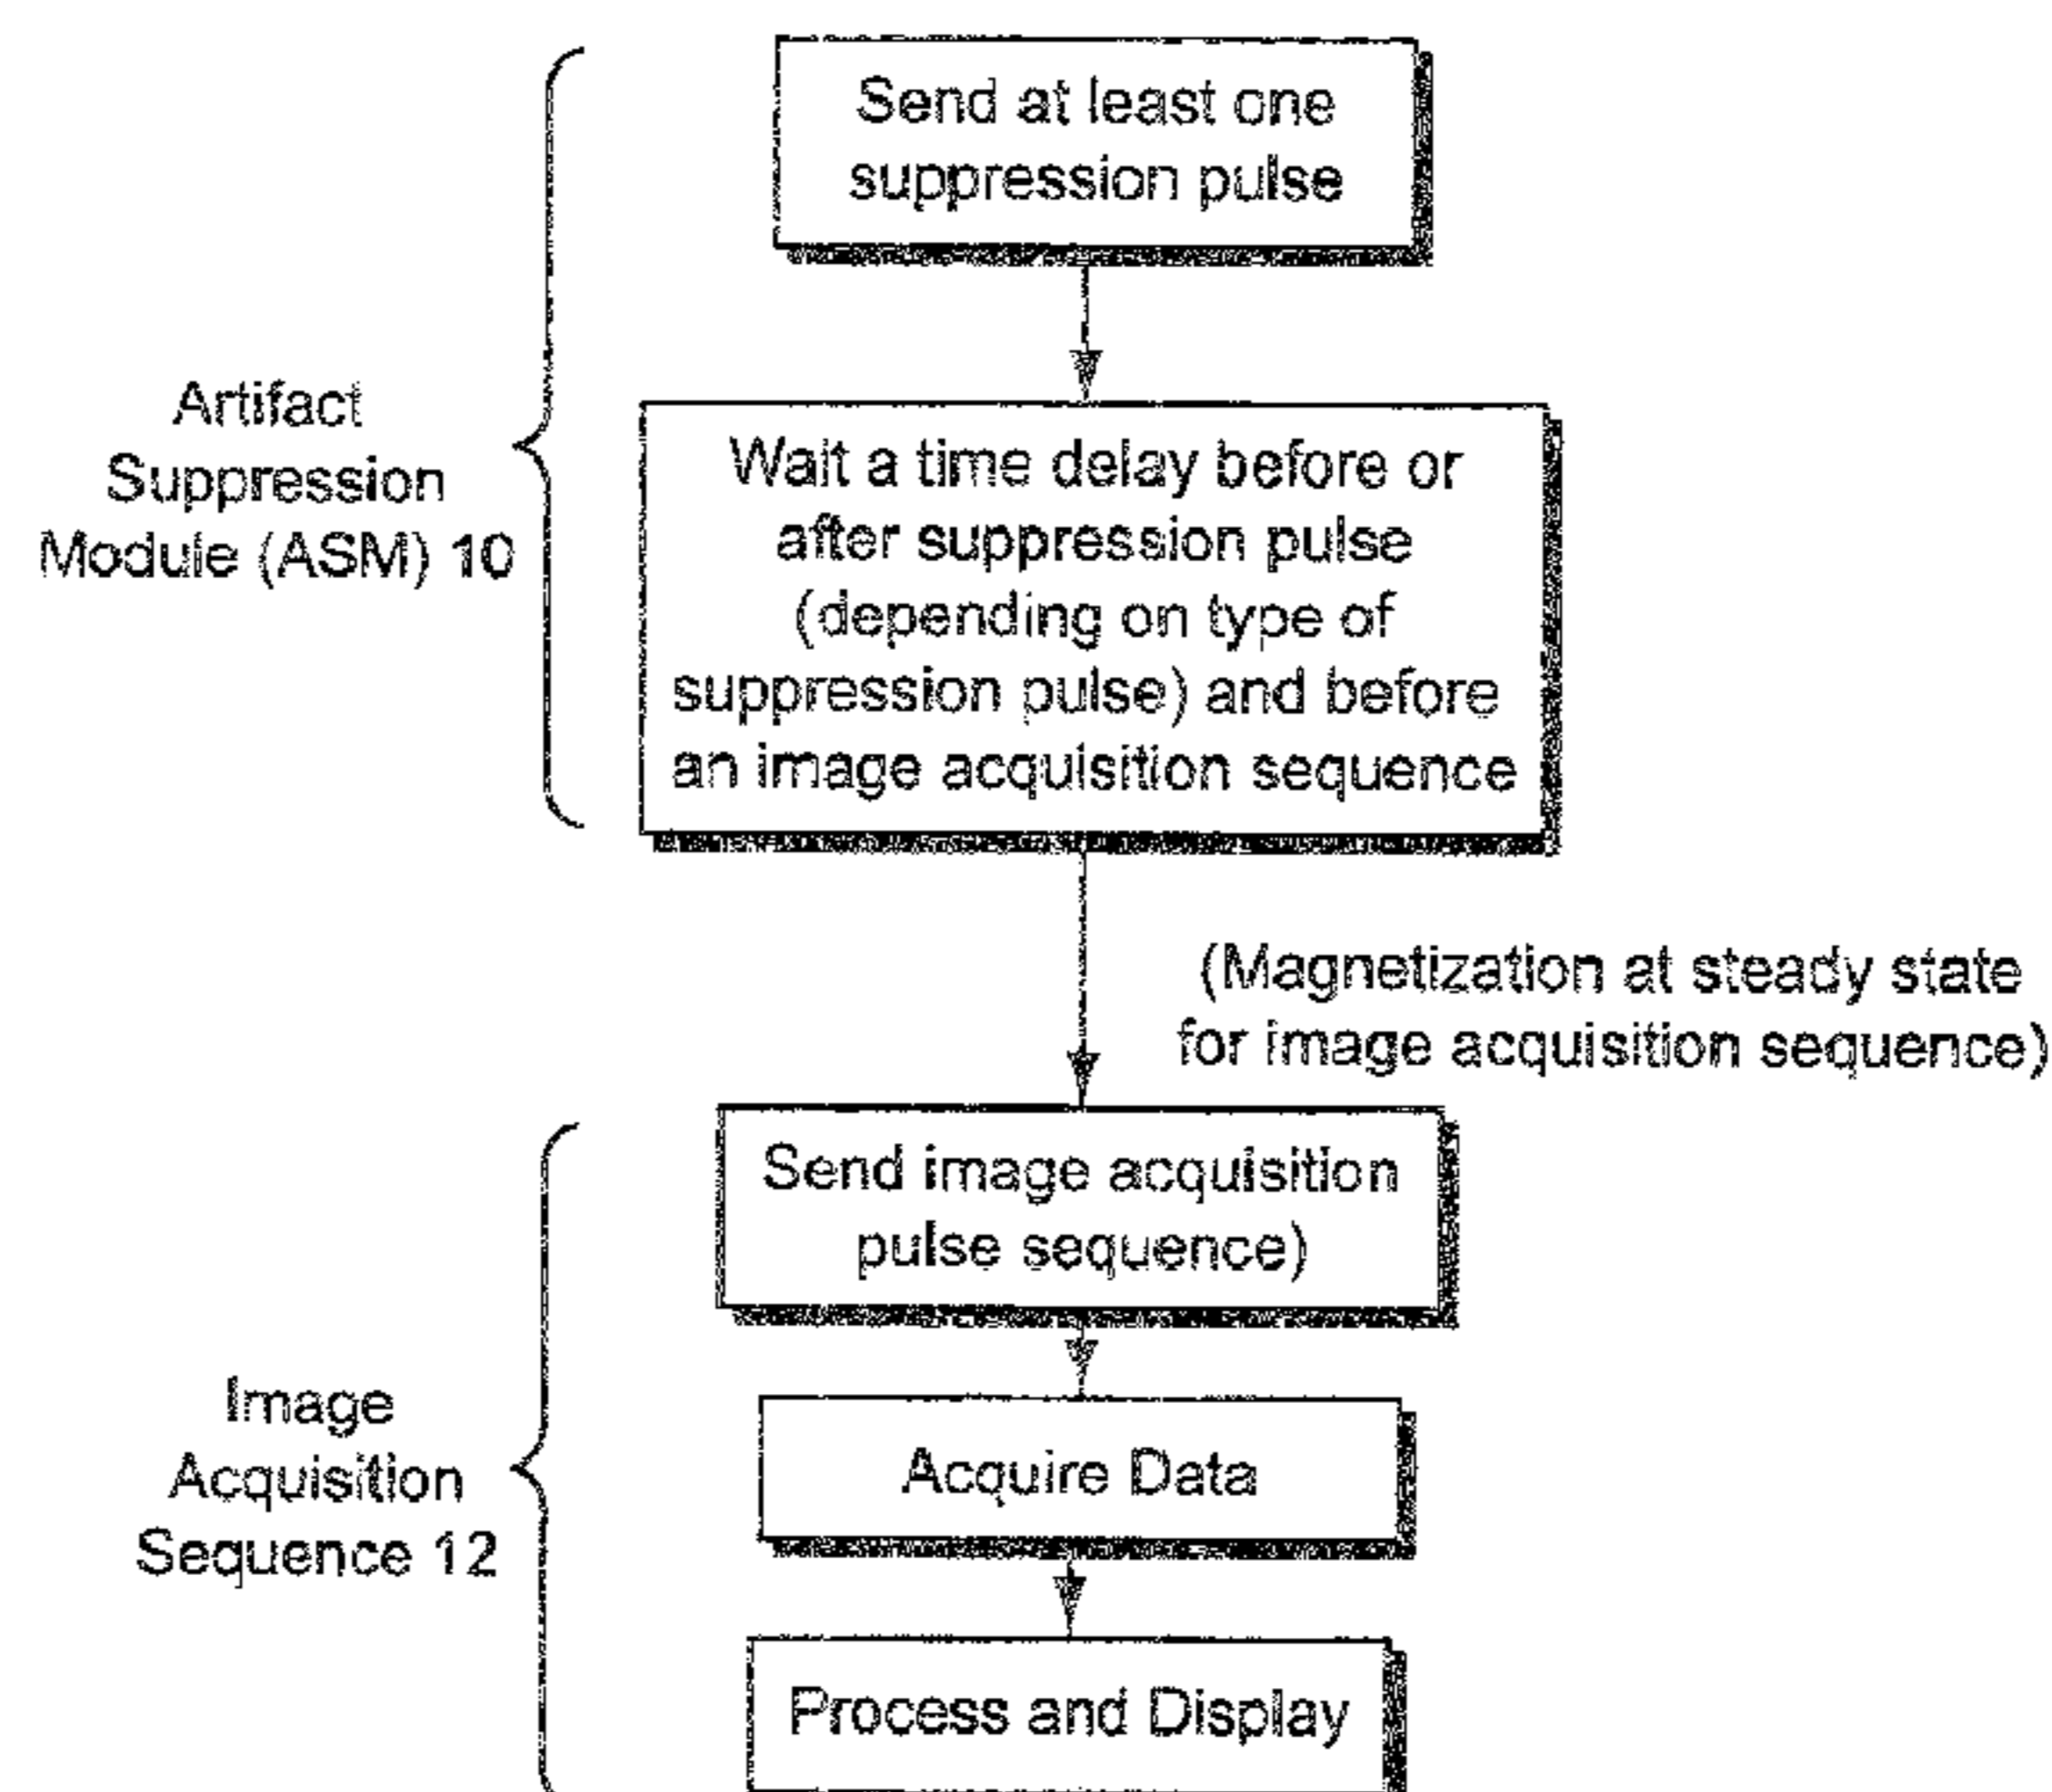 Send at least one
suppression pulse
Artifact
Suppression
Module (ASM) 10
Wait a time delay before or
after suppression pulse
(depending on type of
suppression pulse) and before
an image acquisition sequence
(Magnetization at steady state
for image acquisition sequence)
Send image acquisition
pulse sequence)
Image
Acquisition
Sequence 12
Acquire Data
Process and Display